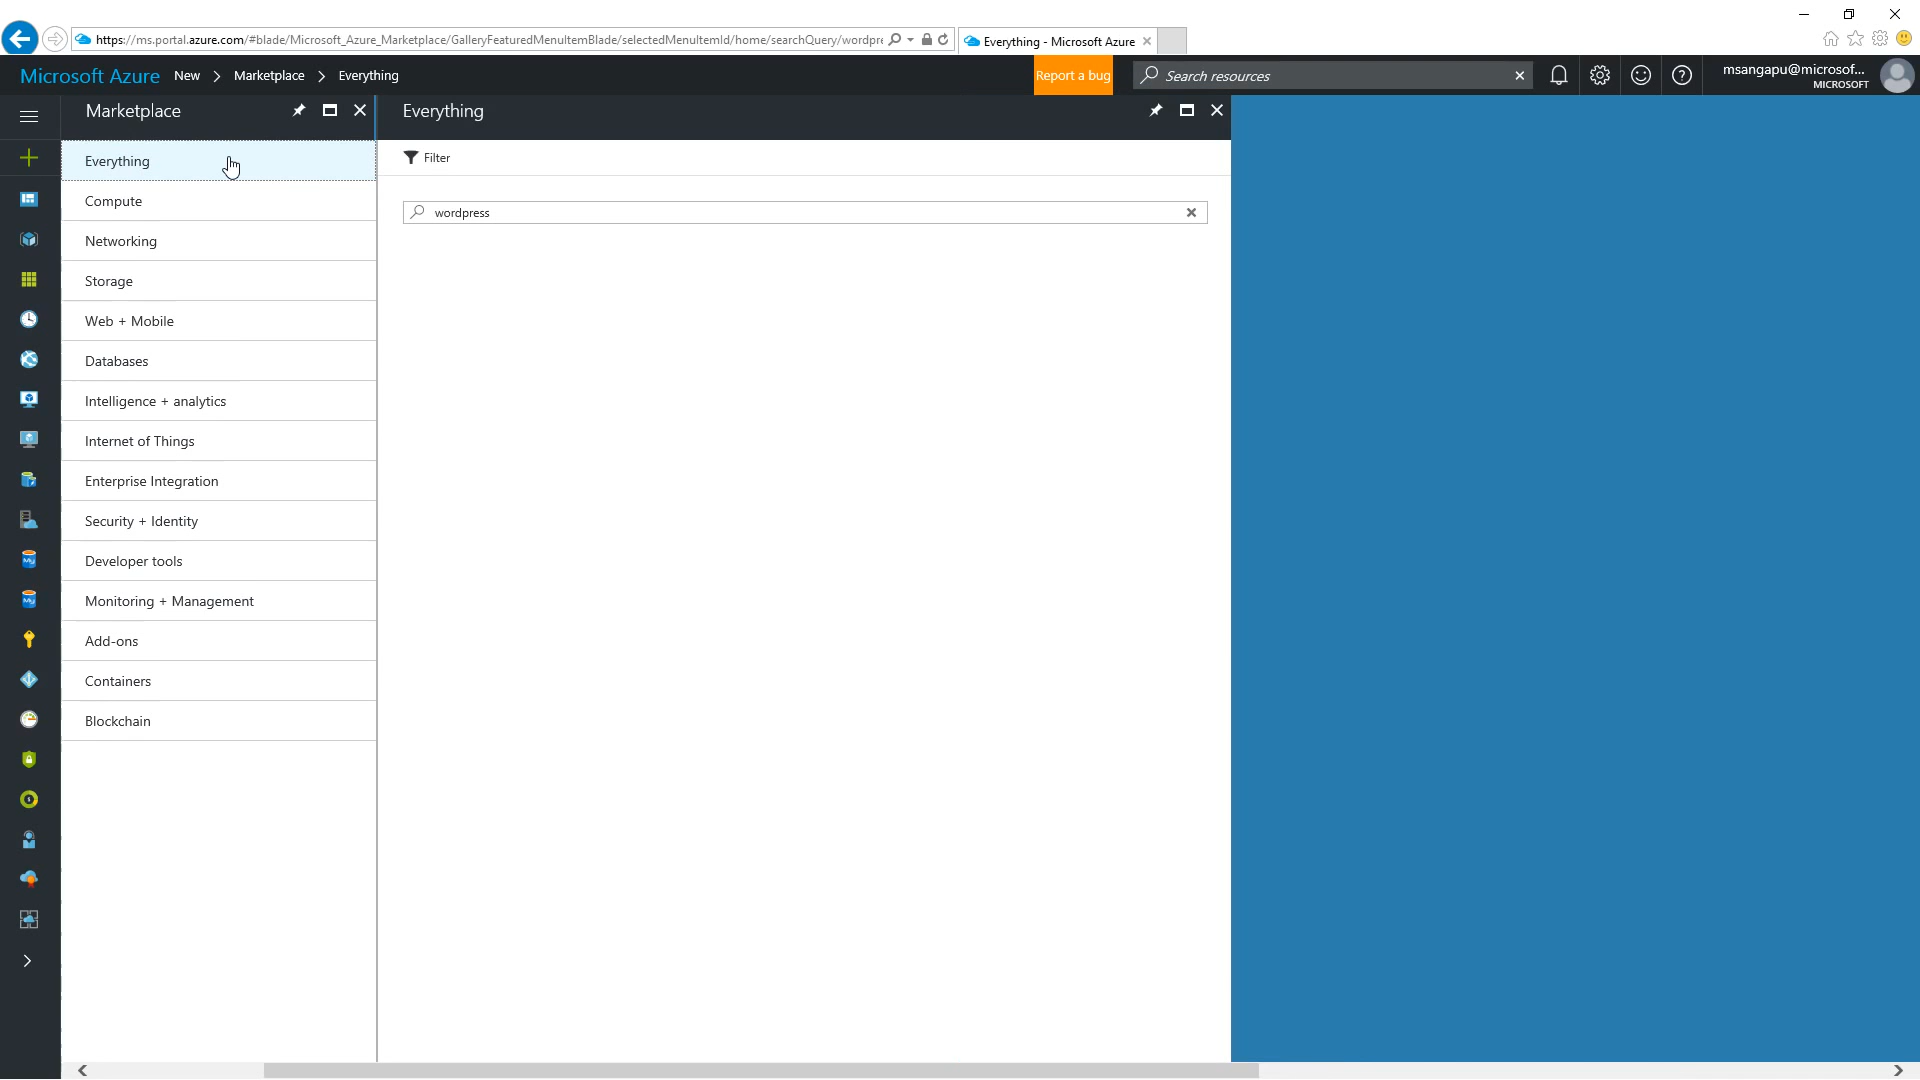 https://ms.portal.azure.com/#blade/Microsoft_Azure_Marketplace/GalleryFeaturedMenuItemBlade/selectedMenuItemId/home/searchQuery/wordpre
Everything - Microsoft Azure
Microsoft Azure New Marketplace Everything
Report a bug
Search resources
msangapu@microsof...
MICROSOFT
Marketplace
Everything
Compute
Networking
Storage
Web + Mobile
Databases
Intelligence + analytics
Internet of Things
Enterprise Integration
Security + Identity
Developer tools
Monitoring + Management
Add-ons
Containers
Blockchain
Everything
Filter
wordpress